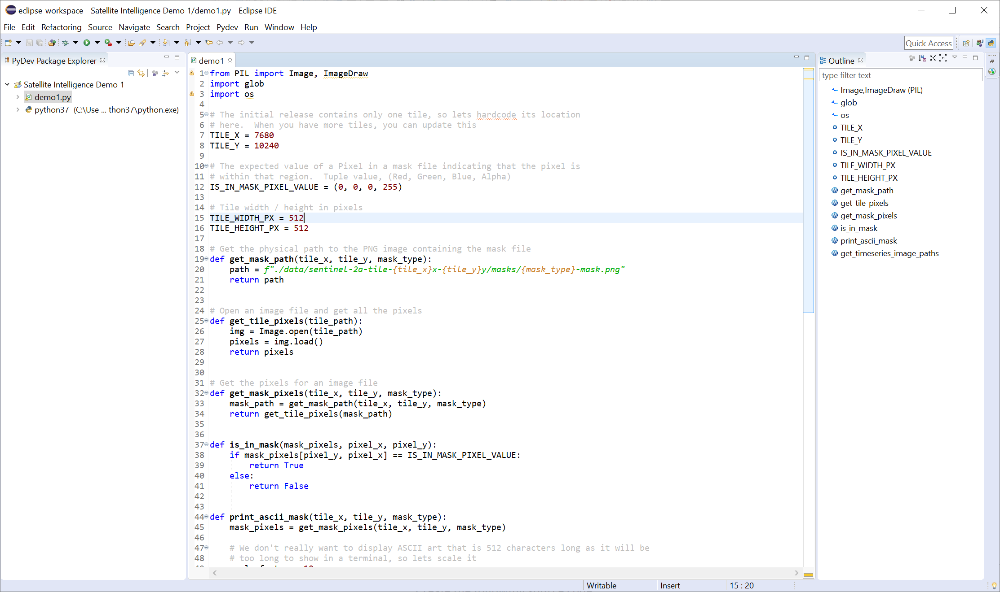 eclipse-workspace - Satellite Intelligence Demo 1/demo1.py - Eclipse IDE
File Edit Refactoring Source Navigate Search Project Pydev Run Window Help
Quick Access
PyDev Package Explorer
Satellite Intelligence Demo 1
demo1.py
python37 (C:\Use ... thon37\python.exe)
demo1
1 from PIL import Image, ImageDraw
2 import glob
3 import os
4
5 # The initial release contains only one tile, so lets hardcode its location
6 # here.  When you have more tiles, you can update this
7 TILE_X = 7680
8 TILE_Y = 10240
9
10 # The expected value of a Pixel in a mask file indicating that the pixel is
11 # within that region.  Tuple value, (Red, Green, Blue, Alpha)
12 IS_IN_MASK_PIXEL_VALUE = (0, 0, 0, 255)
13
14 # Tile width / height in pixels
15 TILE_WIDTH_PX = 512
16 TILE_HEIGHT_PX = 512
17
18 # Get the physical path to the PNG image containing the mask file
19 def get_mask_path(tile_x, tile_y, mask_type):
20     path = f"./data/sentinel-2a-tile-{tile_x}x-{tile_y}y/masks/{mask_type}-mask.png"
21     return path
22
23
24 # Open an image file and get all the pixels
25 def get_tile_pixels(tile_path):
26     img = Image.open(tile_path)
27     pixels = img.load()
28     return pixels
29
30
31 # Get the pixels for an image file
32 def get_mask_pixels(tile_x, tile_y, mask_type):
33     mask_path = get_mask_path(tile_x, tile_y, mask_type)
34     return get_tile_pixels(mask_path)
35
36
37 def is_in_mask(mask_pixels, pixel_x, pixel_y):
38     if mask_pixels[pixel_y, pixel_x] == IS_IN_MASK_PIXEL_VALUE:
39         return True
40     else:
41         return False
42
43
44 def print_ascii_mask(tile_x, tile_y, mask_type):
45     mask_pixels = get_mask_pixels(tile_x, tile_y, mask_type)
46
47     # We don't really want to display ASCII art that is 512 characters long as it will be
48     # too long to show in a terminal, so lets scale it
Outline
type filter text
Image,ImageDraw (PIL)
glob
os
TILE_X
TILE_Y
IS_IN_MASK_PIXEL_VALUE
TILE_WIDTH_PX
TILE_HEIGHT_PX
get_mask_path
get_tile_pixels
get_mask_pixels
is_in_mask
print_ascii_mask
get_timeseries_image_paths
Writable
Insert
15 : 20